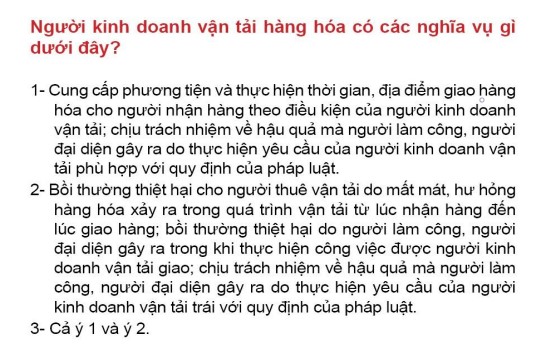 Người kinh doanh vận tải hàng hóa có các nghĩa vụ gì
dưới đây?
1- Cung cấp phương tiện và thực hiện thời gian, địa điểm giao hàng
hóa cho người nhận hàng theo điều kiện của người kinh doanh
vận tải; chịu trách nhiệm về hậu quả mà người làm công, người
đại diện gây ra do thực hiện yêu cầu của người kinh doanh vận
tải phù hợp với quy định của pháp luật.
2- Bồi thường thiệt hại cho người thuê vận tải do mất mát, hư hỏng
hàng hóa xảy ra trong quá trình vận tải từ lúc nhận hàng đến
lúc giao hàng; bồi thường thiệt hại do người làm công, người
đại diện gây ra trong khi thực hiện công việc được người kinh
doanh vận tải giao; chịu trách nhiệm về hậu quả mà người làm
công, người đại diện gây ra do thực hiện yêu cầu của người
kinh doanh vận tải trái với quy định của pháp luật.
3- Cả ý 1 và ý 2.